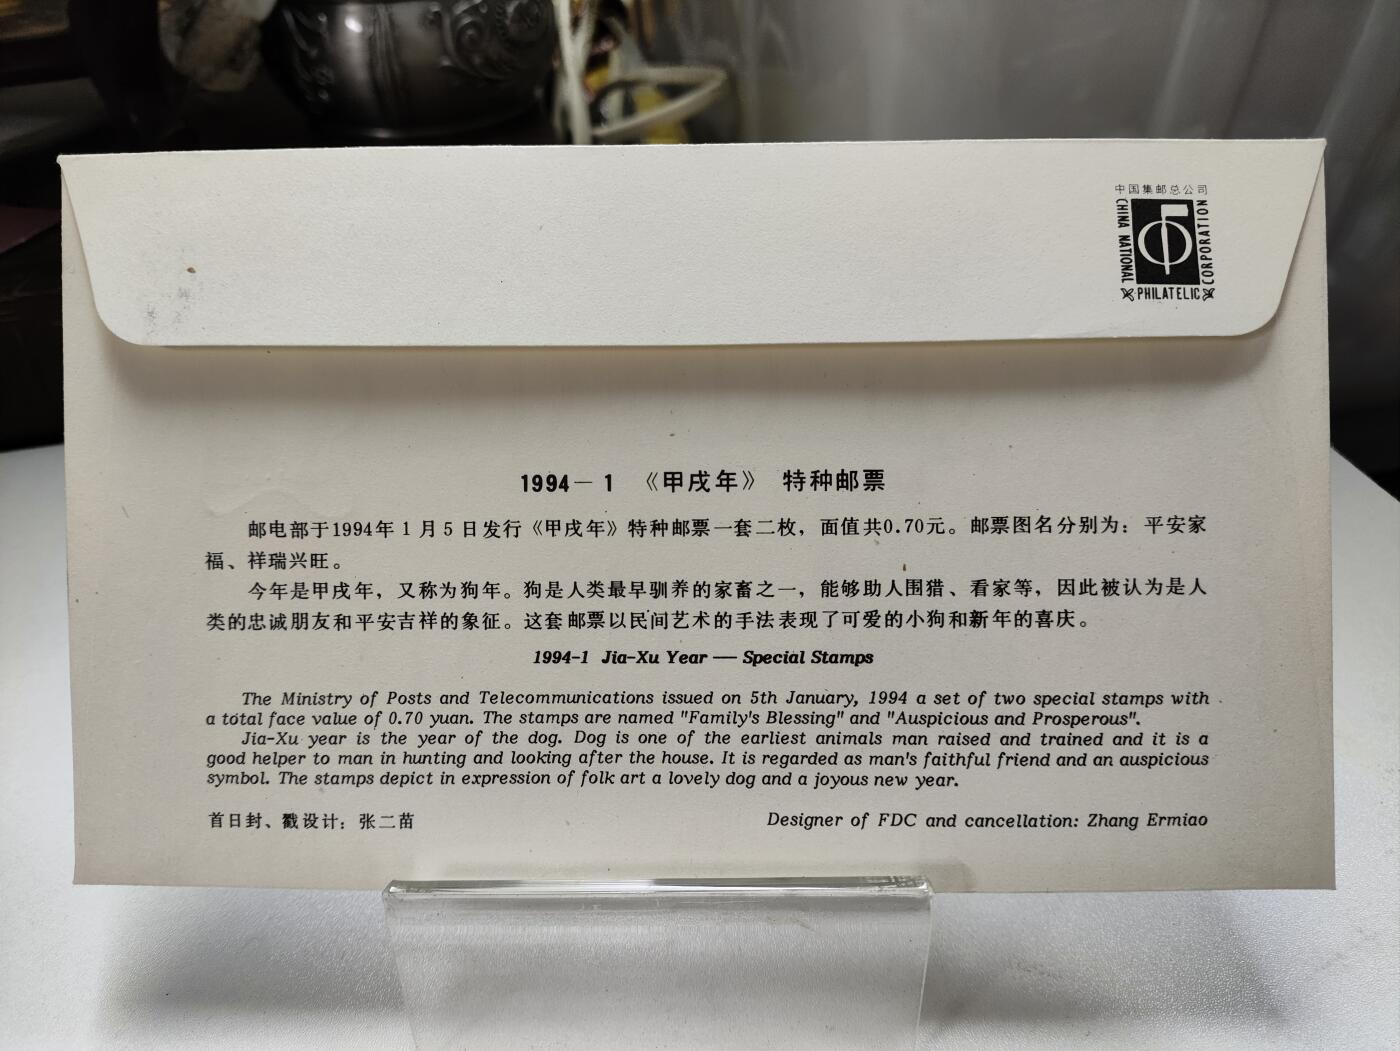 中国集邮总公司
CHINA NATIONAL
PHILATELIC
CORPORATION
1994—1 《甲戌年》 特种邮票
邮电部于1994年1月5日发行《甲戌年》特种邮票一套二枚，面值共0.70元。邮票图名分别为：平安家
福、祥瑞兴旺。
今年是甲戌年，又称为狗年。狗是人类最早驯养的家畜之一，能够助人围猎、看家等，因此被认为是人
类的忠诚朋友和平安吉祥的象征。这套邮票以民间艺术的手法表现了可爱的小狗和新年的喜庆。
1994-1 Jia-Xu Year — Special Stamps
The Ministry of Posts and Telecommunications issued on 5th January, 1994 a set of two special stamps with
a total face value of 0.70 yuan. The stamps are named "Family's Blessing" and "Auspicious and Prosperous".
Jia-Xu year is the year of the dog. Dog is one of the earliest animals man raised and trained and it is a
good helper to man in hunting and looking after the house. It is regarded as man's faithful friend and an auspicious
symbol. The stamps depict in expression of folk art a lovely dog and a joyous new year.
首日封、戳设计：张二苗
Designer of FDC and cancellation: Zhang Ermiao